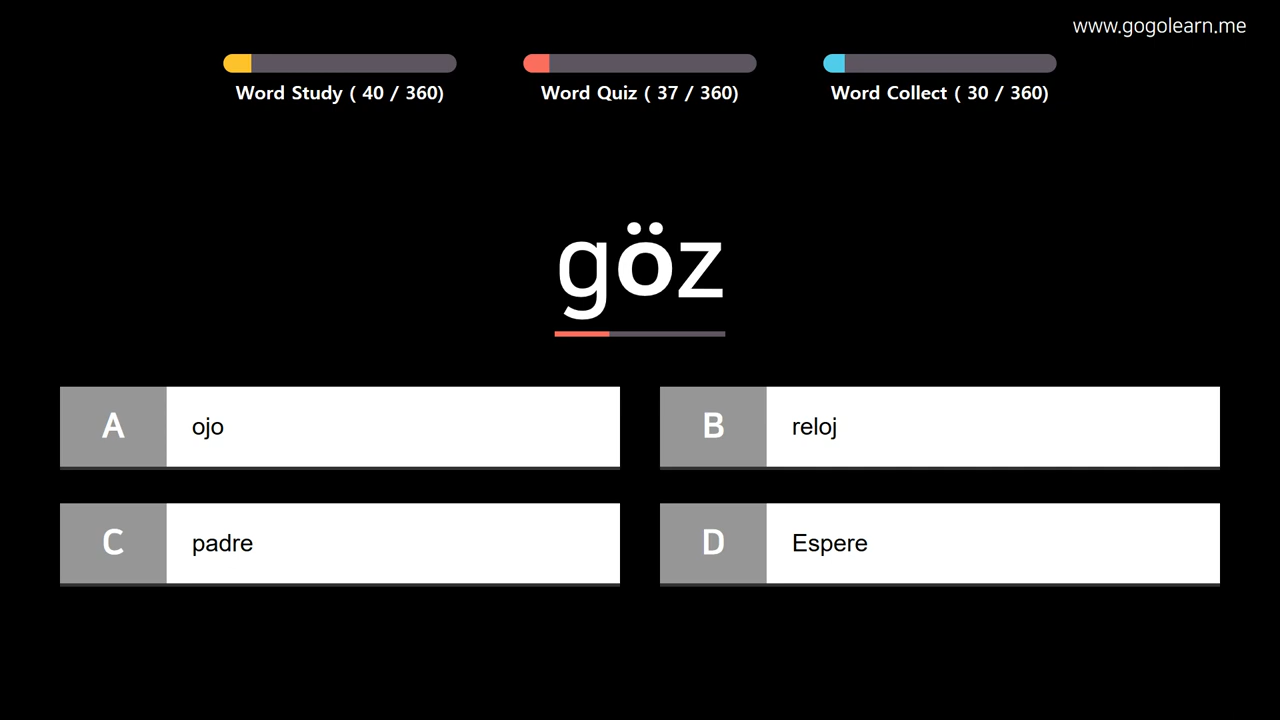 www.gogolearn.me
Word Study ( 40 / 360)
Word Quiz ( 37 / 360)
Word Collect ( 30 / 360)
göz
A ojo
B reloj
C padre
D Espere